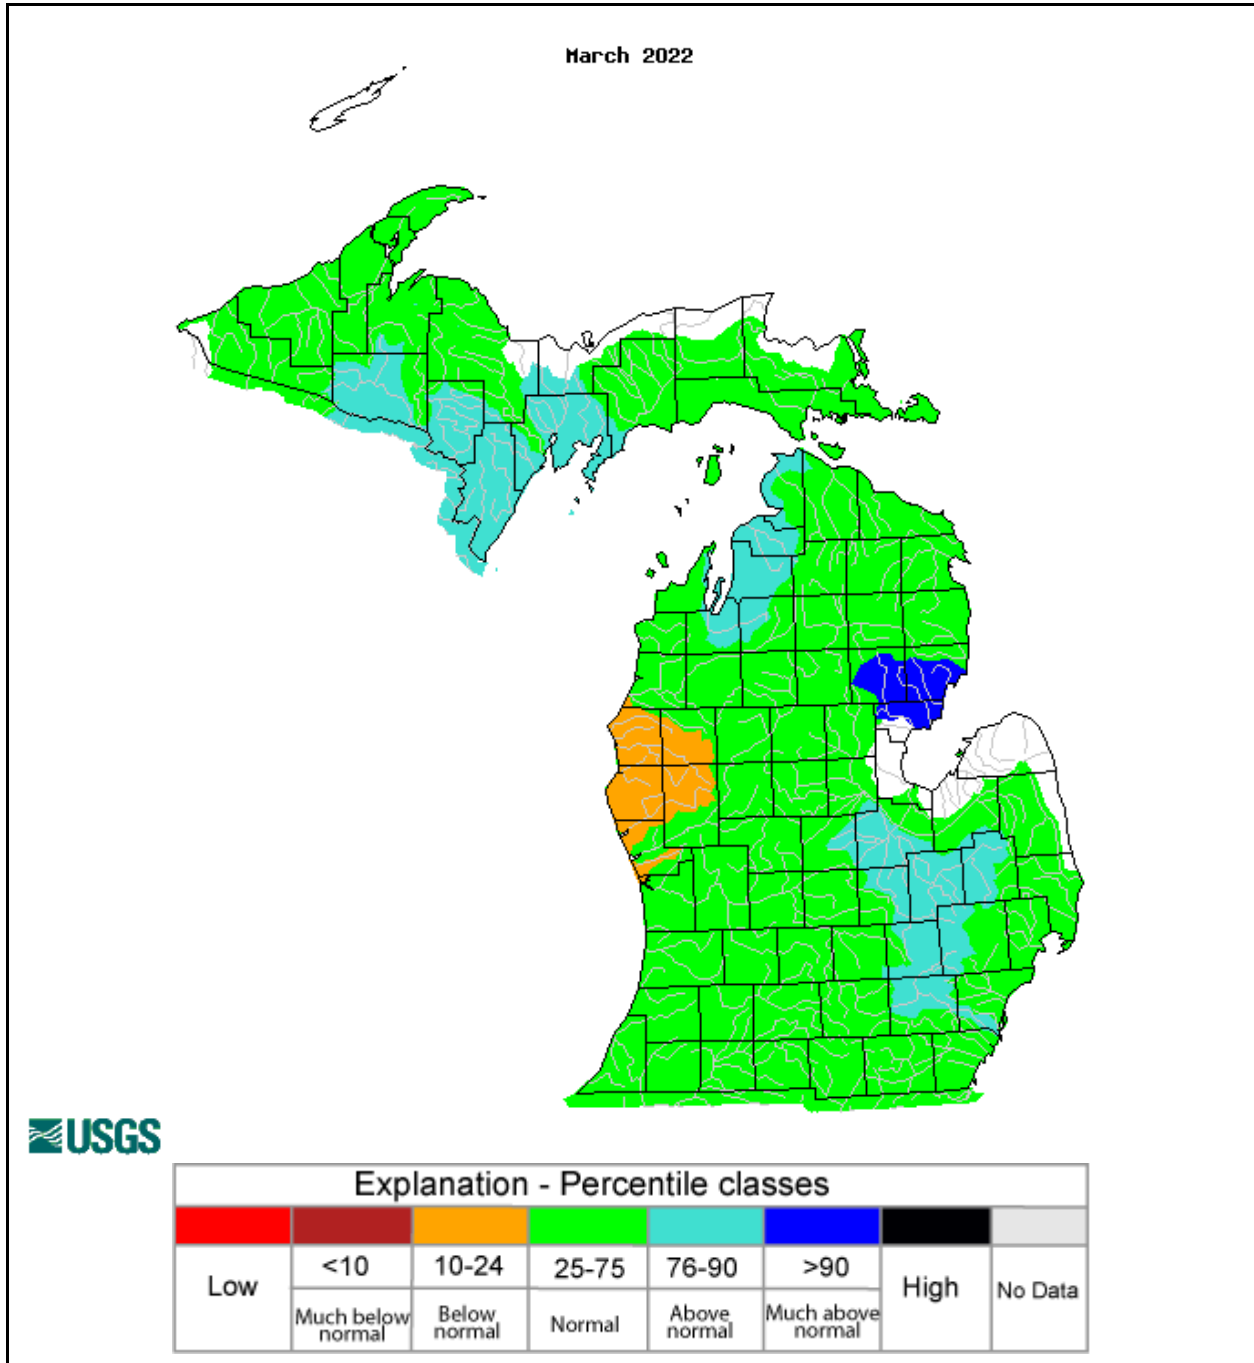 March 2022
USGS
Explanation - Percentile classes
Low
<10
10-24
25-75
76-90
>90
High
No Data
Much below
normal
Below
normal
Normal
Above
normal
Much above
normal